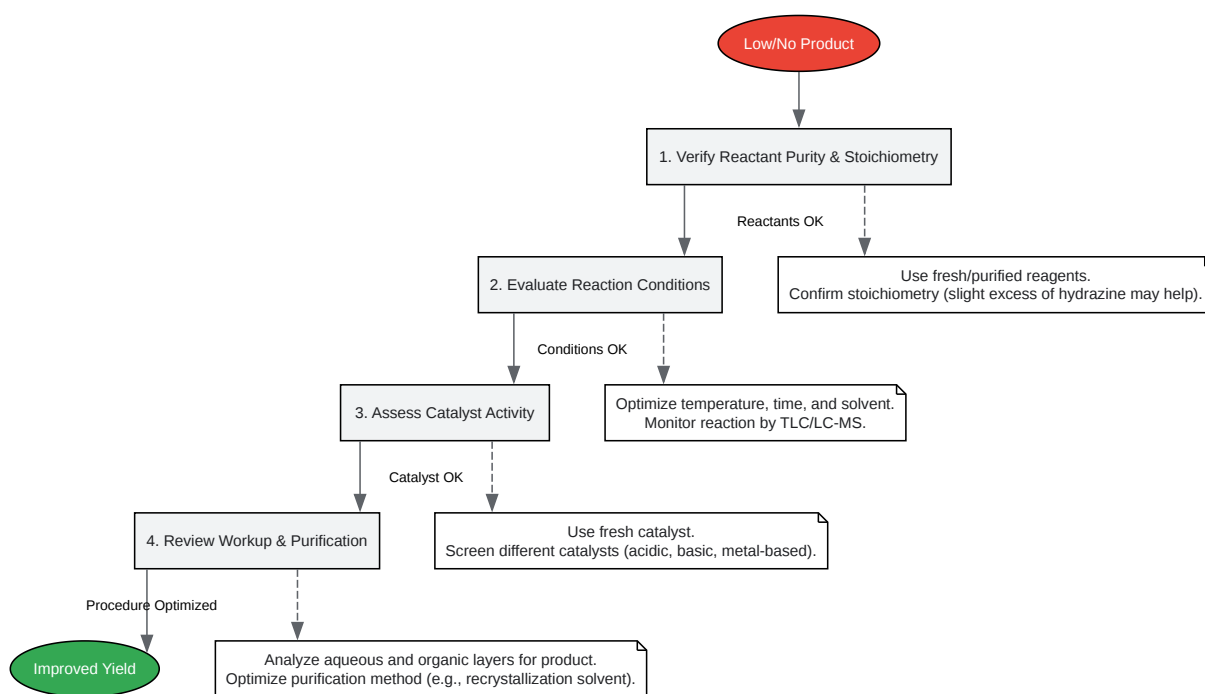 Low/No Product
1. Verify Reactant Purity & Stoichiometry
Reactants OK
Use fresh/purified reagents.
Confirm stoichiometry (slight excess of hydrazine may help).
2. Evaluate Reaction Conditions
Conditions OK
Optimize temperature, time, and solvent.
Monitor reaction by TLC/LC-MS.
3. Assess Catalyst Activity
Catalyst OK
Use fresh catalyst.
Screen different catalysts (acidic, basic, metal-based).
4. Review Workup & Purification
Procedure Optimized
Analyze aqueous and organic layers for product.
Optimize purification method (e.g., recrystallization solvent).
Improved Yield